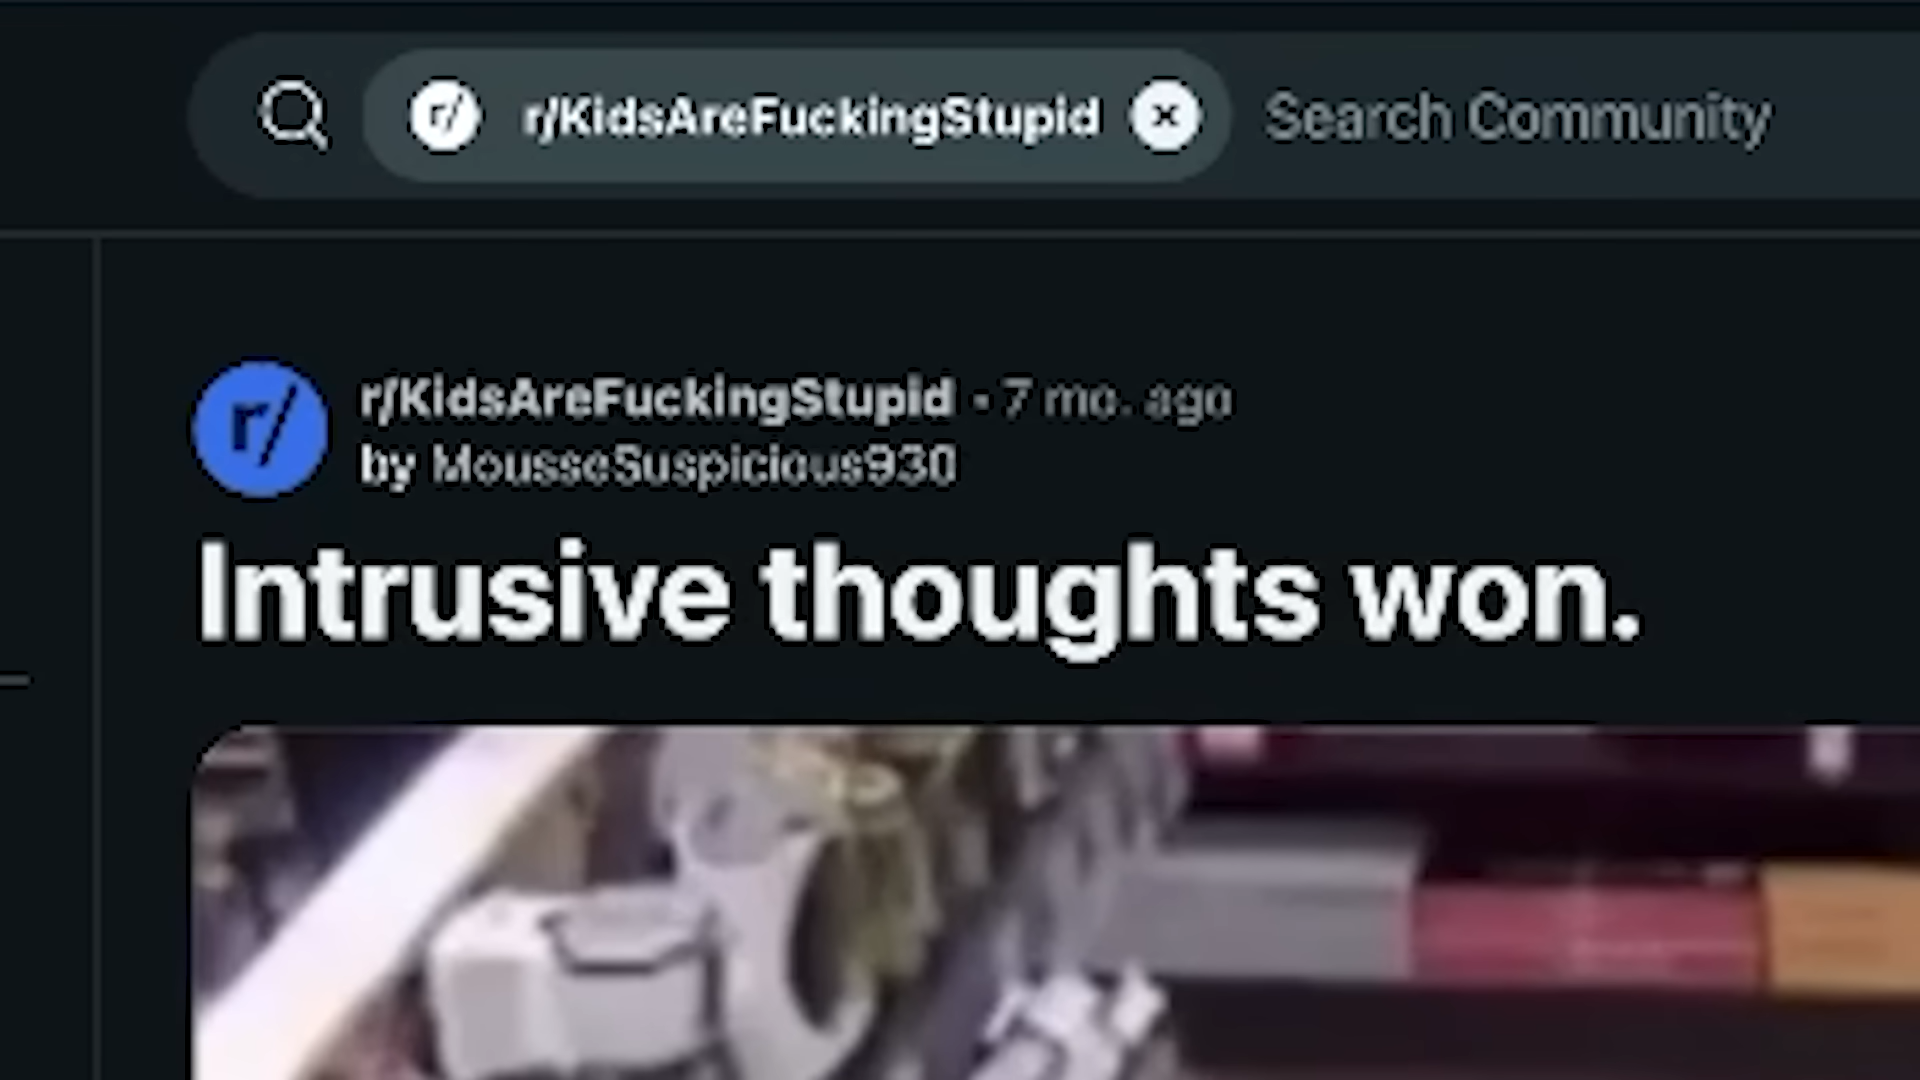 r/ r/KidsAreFuckingStupid Search Community
r/ r/KidsAreFuckingStupid • 7 mo. ago
by MousseSuspicious930
Intrusive thoughts won.